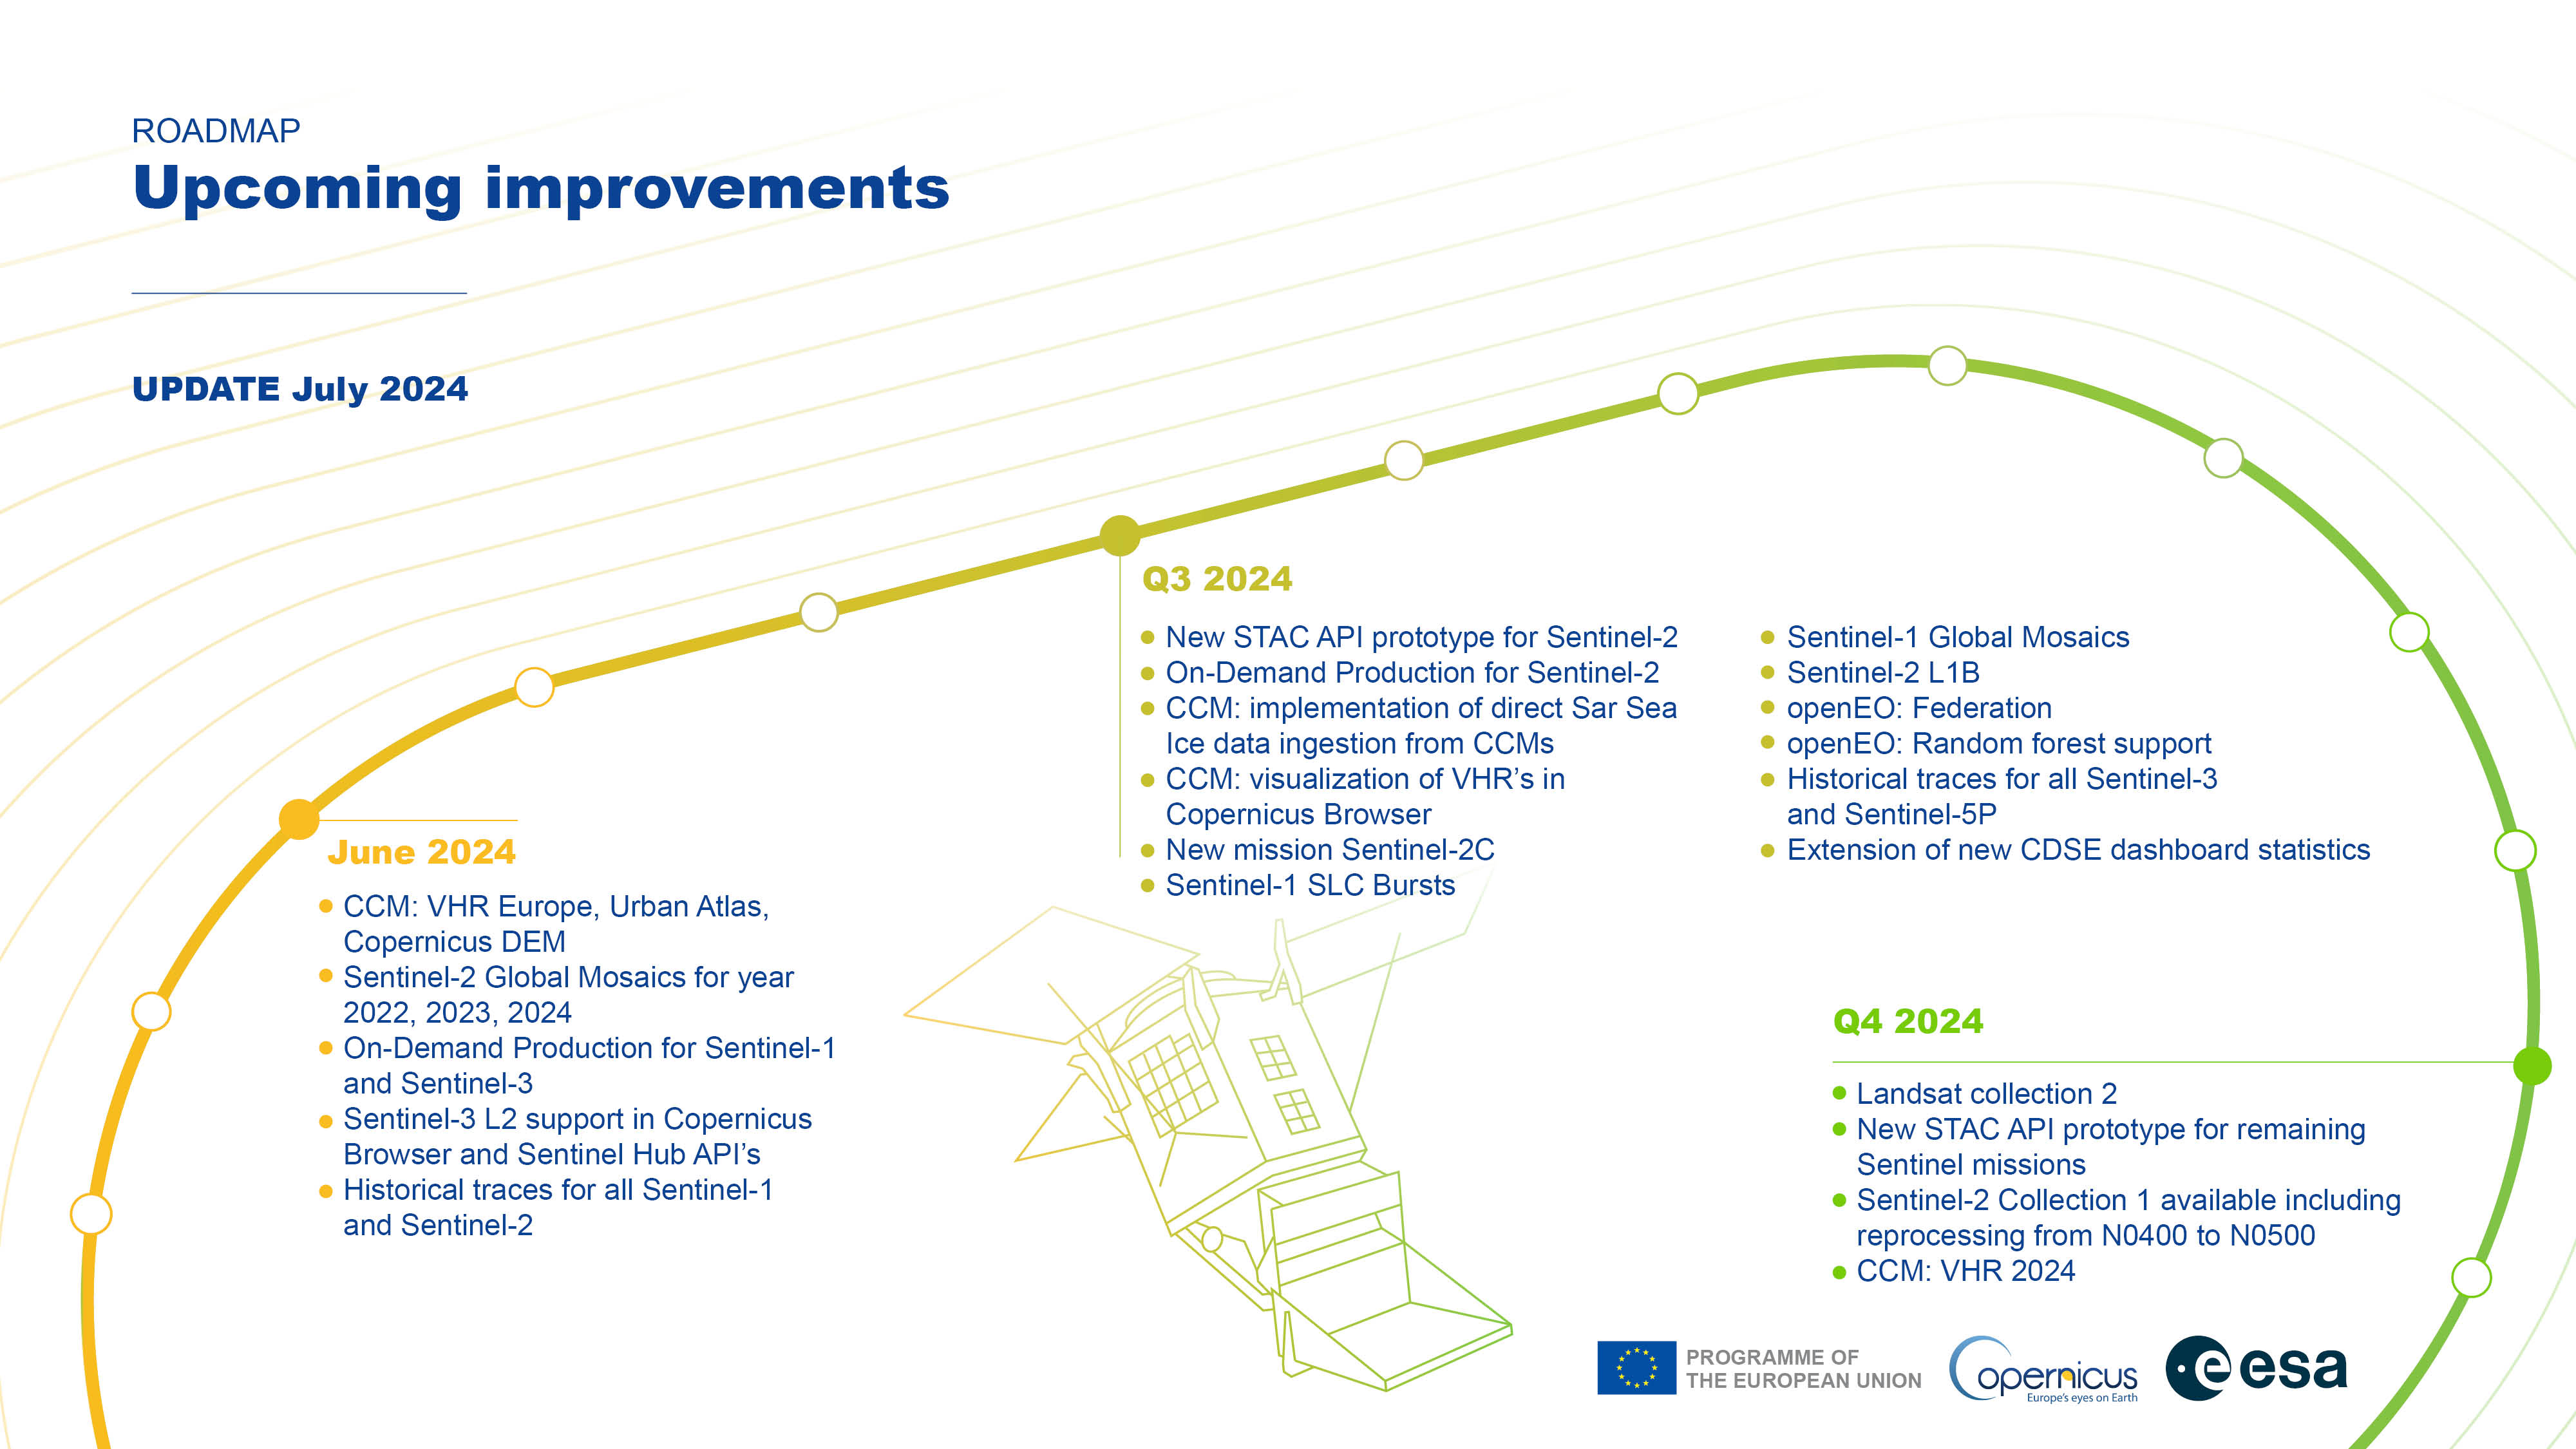 ROADMAP
Upcoming improvements
UPDATE July 2024
June 2024
CCM: VHR Europe, Urban Atlas,
Copernicus DEM
Sentinel-2 Global Mosaics for year
2022, 2023, 2024
On-Demand Production for Sentinel-1
and Sentinel-3
Sentinel-3 L2 support in Copernicus
Browser and Sentinel Hub API’s
Historical traces for all Sentinel-1
and Sentinel-2
Q3 2024
New STAC API prototype for Sentinel-2
On-Demand Production for Sentinel-2
CCM: implementation of direct Sar Sea
Ice data ingestion from CCMs
CCM: visualization of VHR’s in
Copernicus Browser
New mission Sentinel-2C
Sentinel-1 SLC Bursts
Sentinel-1 Global Mosaics
Sentinel-2 L1B
openEO: Federation
openEO: Random forest support
Historical traces for all Sentinel-3
and Sentinel-5P
Extension of new CDSE dashboard statistics
Q4 2024
Landsat collection 2
New STAC API prototype for remaining
Sentinel missions
Sentinel-2 Collection 1 available including
reprocessing from N0400 to N0500
CCM: VHR 2024
PROGRAMME OF
THE EUROPEAN UNION
Copernicus
Europe's eyes on Earth
esa